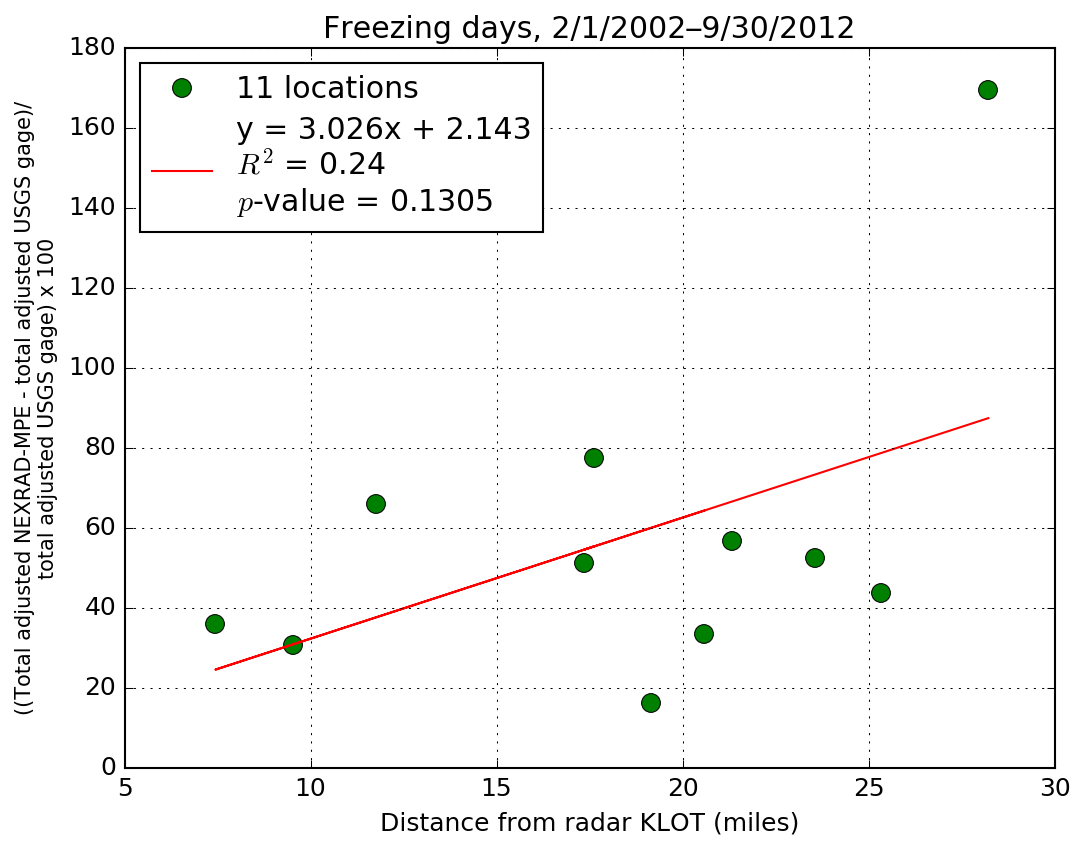 Freezing days, 2/1/2002–9/30/2012
((Total adjusted NEXRAD-MPE - total adjusted USGS gage)/
total adjusted USGS gage) x 100
180
160
140
120
100
80
60
40
20
0
11 locations
y = 3.026x + 2.143
R² = 0.24
p-value = 0.1305
5 10 15 20 25 30
Distance from radar KLOT (miles)